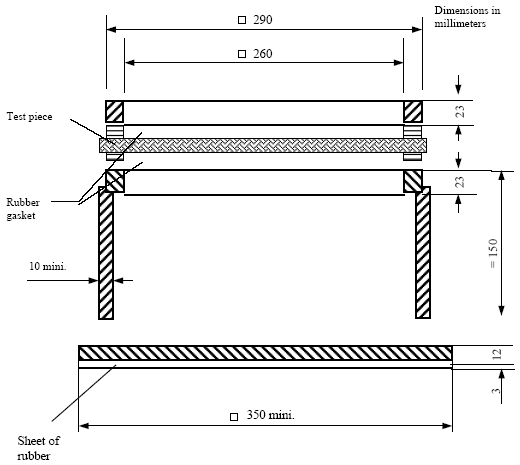 Dimensions in
millimeters
□ 290
□ 260
23
Test piece
23
Rubber
gasket
= 150
10 mini.
12
3
□ 350 mini.
Sheet of
rubber